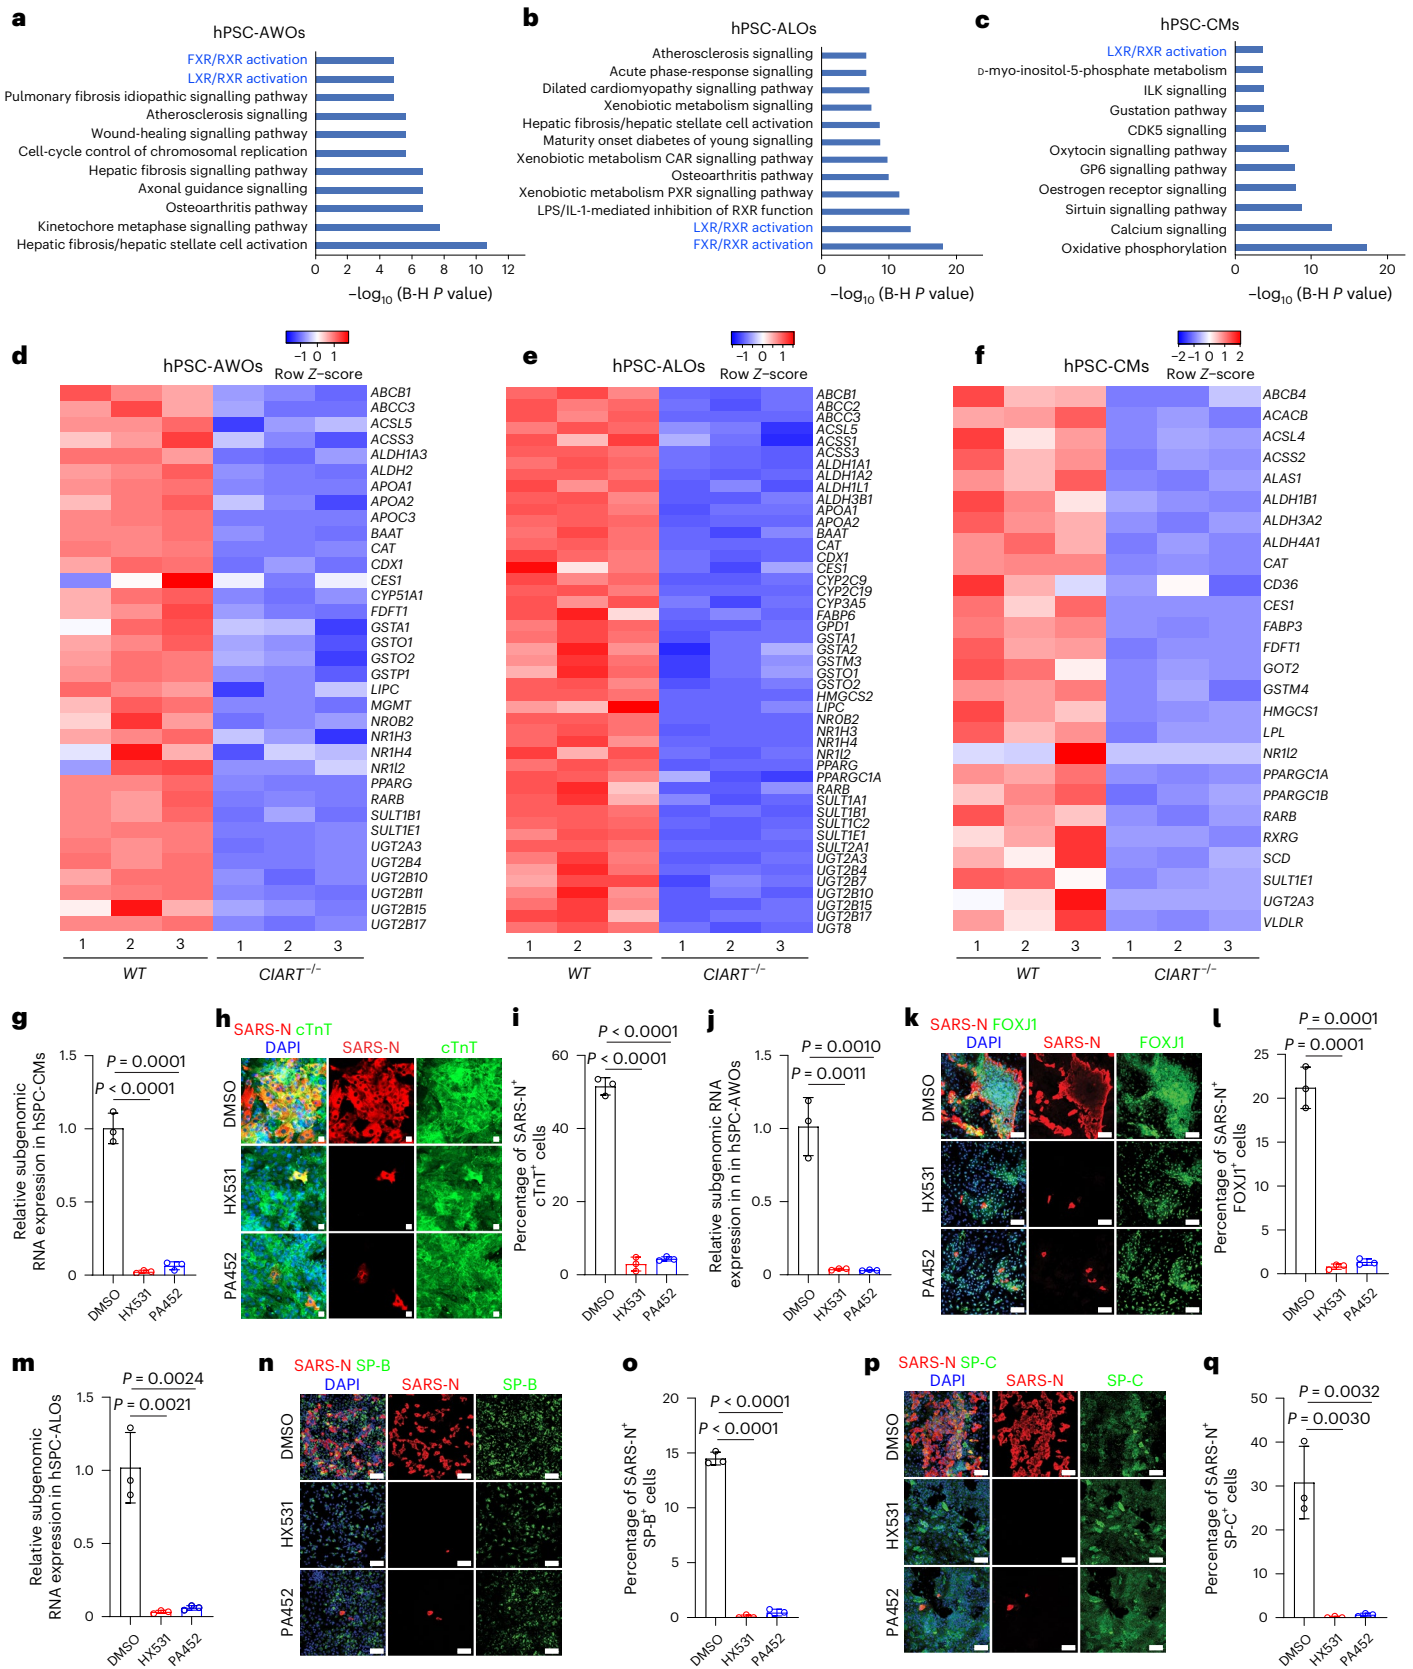 a
hPSC-AWOs
FXR/RXR activation
LXR/RXR activation
Pulmonary fibrosis idiopathic signalling pathway
Atherosclerosis signalling
Wound-healing signalling pathway
Cell-cycle control of chromosomal replication
Hepatic fibrosis signalling pathway
Axonal guidance signalling
Osteoarthritis pathway
Kinetochore metaphase signalling pathway
Hepatic fibrosis/hepatic stellate cell activation
0 2 4 6 8 10 12
–log10 (B-H P value)
b
hPSC-ALOs
Atherosclerosis signalling
Acute phase-response signalling
Dilated cardiomyopathy signalling pathway
Xenobiotic metabolism signalling
Hepatic fibrosis/hepatic stellate cell activation
Maturity onset diabetes of young signalling
Xenobiotic metabolism CAR signalling pathway
Osteoarthritis pathway
Xenobiotic metabolism PXR signalling pathway
LPS/IL-1-mediated inhibition of RXR function
LXR/RXR activation
FXR/RXR activation
0 10 20
–log10 (B-H P value)
c
hPSC-CMs
LXR/RXR activation
D-myo-inositol-5-phosphate metabolism
ILK signalling
Gustation pathway
CDK5 signalling
Oxytocin signalling pathway
GP6 signalling pathway
Oestrogen receptor signalling
Sirtuin signalling pathway
Calcium signalling
Oxidative phosphorylation
0 10 20
–log10 (B-H P value)
d
hPSC-AWOs
–1 0 1
Row Z-score
ABCB1
ABCC3
ACSL5
ACSS3
ALDH1A3
ALDH2
APOA1
APOA2
APOC3
BAAT
CAT
CDX1
CES1
CYP51A1
FDFT1
GSTA1
GSTO1
GSTO2
GSTP1
LIPC
MGMT
NR0B2
NR1H3
NR1H4
NR1I2
PPARG
RARB
SULT1B1
SULT1E1
UGT2A3
UGT2B4
UGT2B10
UGT2B11
UGT2B15
UGT2B17
1 2 3 1 2 3
WT CIART–/–
e
hPSC-ALOs
–1 0 1
Row Z-score
ABCB1
ABCC2
ABCC3
ACSL5
ACSS1
ACSS3
ALDH1A1
ALDH1A2
ALDH1L1
ALDH3B1
APOA1
APOA2
BAAT
CAT
CDX1
CES1
CYP2C9
CYP2C19
CYP3A5
FABP6
GPD1
GSTA1
GSTA2
GSTM3
GSTO1
GSTO2
HMGCS2
LIPC
NR0B2
NR1H3
NR1H4
NR1I2
PPARG
PPARGC1A
RARB
SULT1A1
SULT1B1
SULT1C2
SULT1E1
SULT2A1
UGT2A3
UGT2B4
UGT2B7
UGT2B10
UGT2B15
UGT2B17
UGT8
1 2 3 1 2 3
WT CIART–/–
f
hPSC-CMs
–2 –1 0 1 2
Row Z-score
ABCB4
ACACB
ACSL4
ACSS2
ALAS1
ALDH1B1
ALDH3A2
ALDH4A1
CAT
CD36
CES1
FABP3
FDFT1
GOT2
GSTM4
HMGCS1
LPL
NR1I2
PPARGC1A
PPARGC1B
RARB
RXRG
SCD
SULT1E1
UGT2A3
VLDLR
1 2 3 1 2 3
WT CIART–/–
g
Relative subgenomic
RNA expression in hSPC-CMs
P = 0.0001
P < 0.0001
1.5
1.0
0.5
0
DMSO
HX531
PA452
h
SARS-N cTnT
DAPI
SARS-N
cTnT
DMSO
HX531
PA452
i
Percentage of SARS-N+
cTnT+ cells
P < 0.0001
P < 0.0001
60
40
20
0
DMSO
HX531
PA452
j
Relative subgenomic RNA
expression in n in hSPC-AWOs
P = 0.0010
P = 0.0011
1.5
1.0
0.5
0
DMSO
HX531
PA452
k
SARS-N FOXJ1
DAPI
SARS-N
FOXJ1
DMSO
HX531
PA452
l
Percentage of SARS-N+
FOXJ1+ cells
P = 0.0001
P = 0.0001
25
20
15
10
5
0
DMSO
HX531
PA452
m
Relative subgenomic
RNA expression in hSPC-ALOs
P = 0.0024
P = 0.0021
1.5
1.0
0.5
0
DMSO
HX531
PA452
n
SARS-N SP-B
DAPI
SARS-N
SP-B
DMSO
HX531
PA452
o
Percentage of SARS-N+
SP-B+ cells
P < 0.0001
P < 0.0001
20
15
10
5
0
DMSO
HX531
PA452
p
SARS-N SP-C
DAPI
SARS-N
SP-C
DMSO
HX531
PA452
q
Percentage of SARS-N+
SP-C+ cells
P = 0.0032
P = 0.0030
50
40
30
20
10
0
DMSO
HX531
PA452